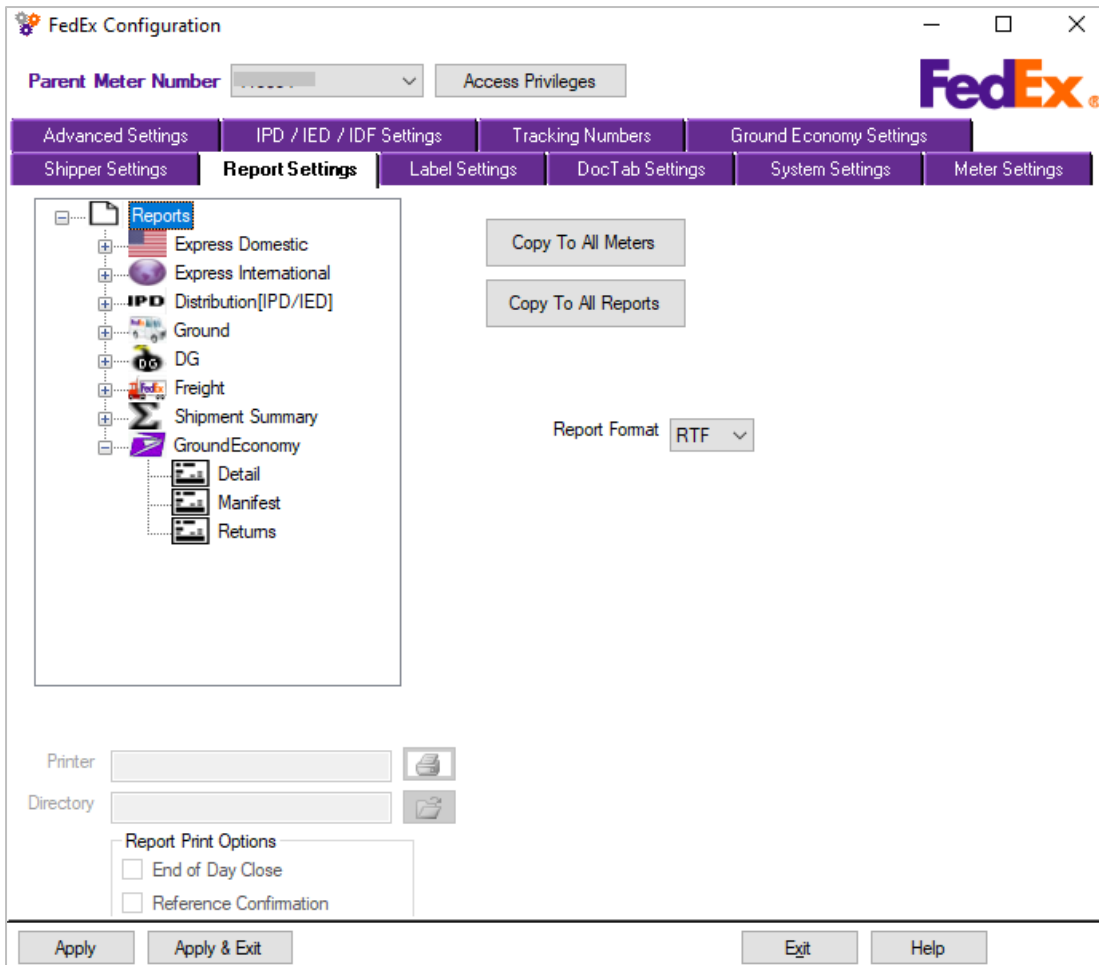 FedEx Configuration
Parent Meter Number
Access Privileges
FedEx®
Advanced Settings IPD / IED / IDF Settings Tracking Numbers Ground Economy Settings
Shipper Settings Report Settings Label Settings DocTab Settings System Settings Meter Settings
Reports
Express Domestic
Express International
IPD Distribution[IPD/IED]
Ground
DG DG
FedEx Freight
Shipment Summary
GroundEconomy
Detail
Manifest
Returns
Copy To All Meters
Copy To All Reports
Report Format RTF
Printer
Directory
Report Print Options
End of Day Close
Reference Confirmation
Apply Apply & Exit Exit Help